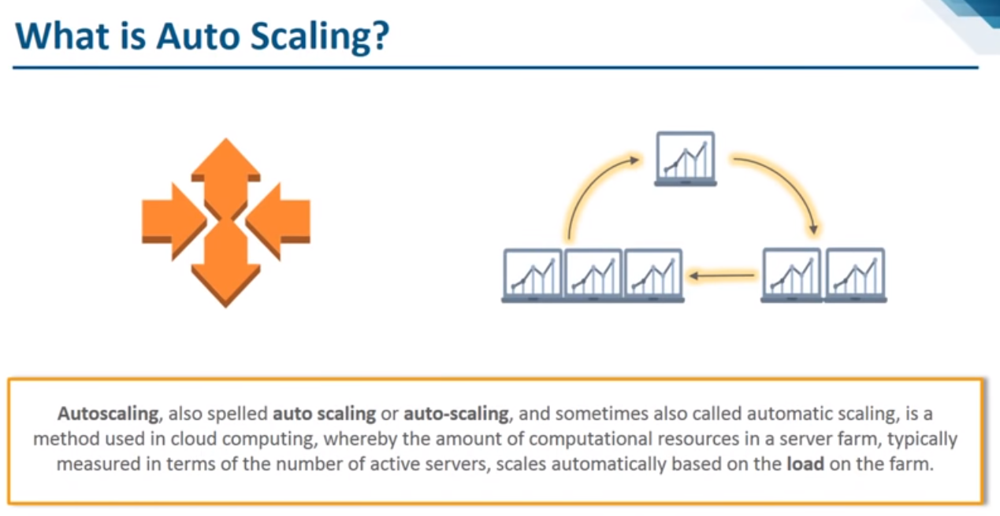 What is Auto Scaling?
Autoscaling, also spelled auto scaling or auto-scaling, and sometimes also called automatic scaling, is a
method used in cloud computing, whereby the amount of computational resources in a server farm, typically
measured in terms of the number of active servers, scales automatically based on the load on the farm.